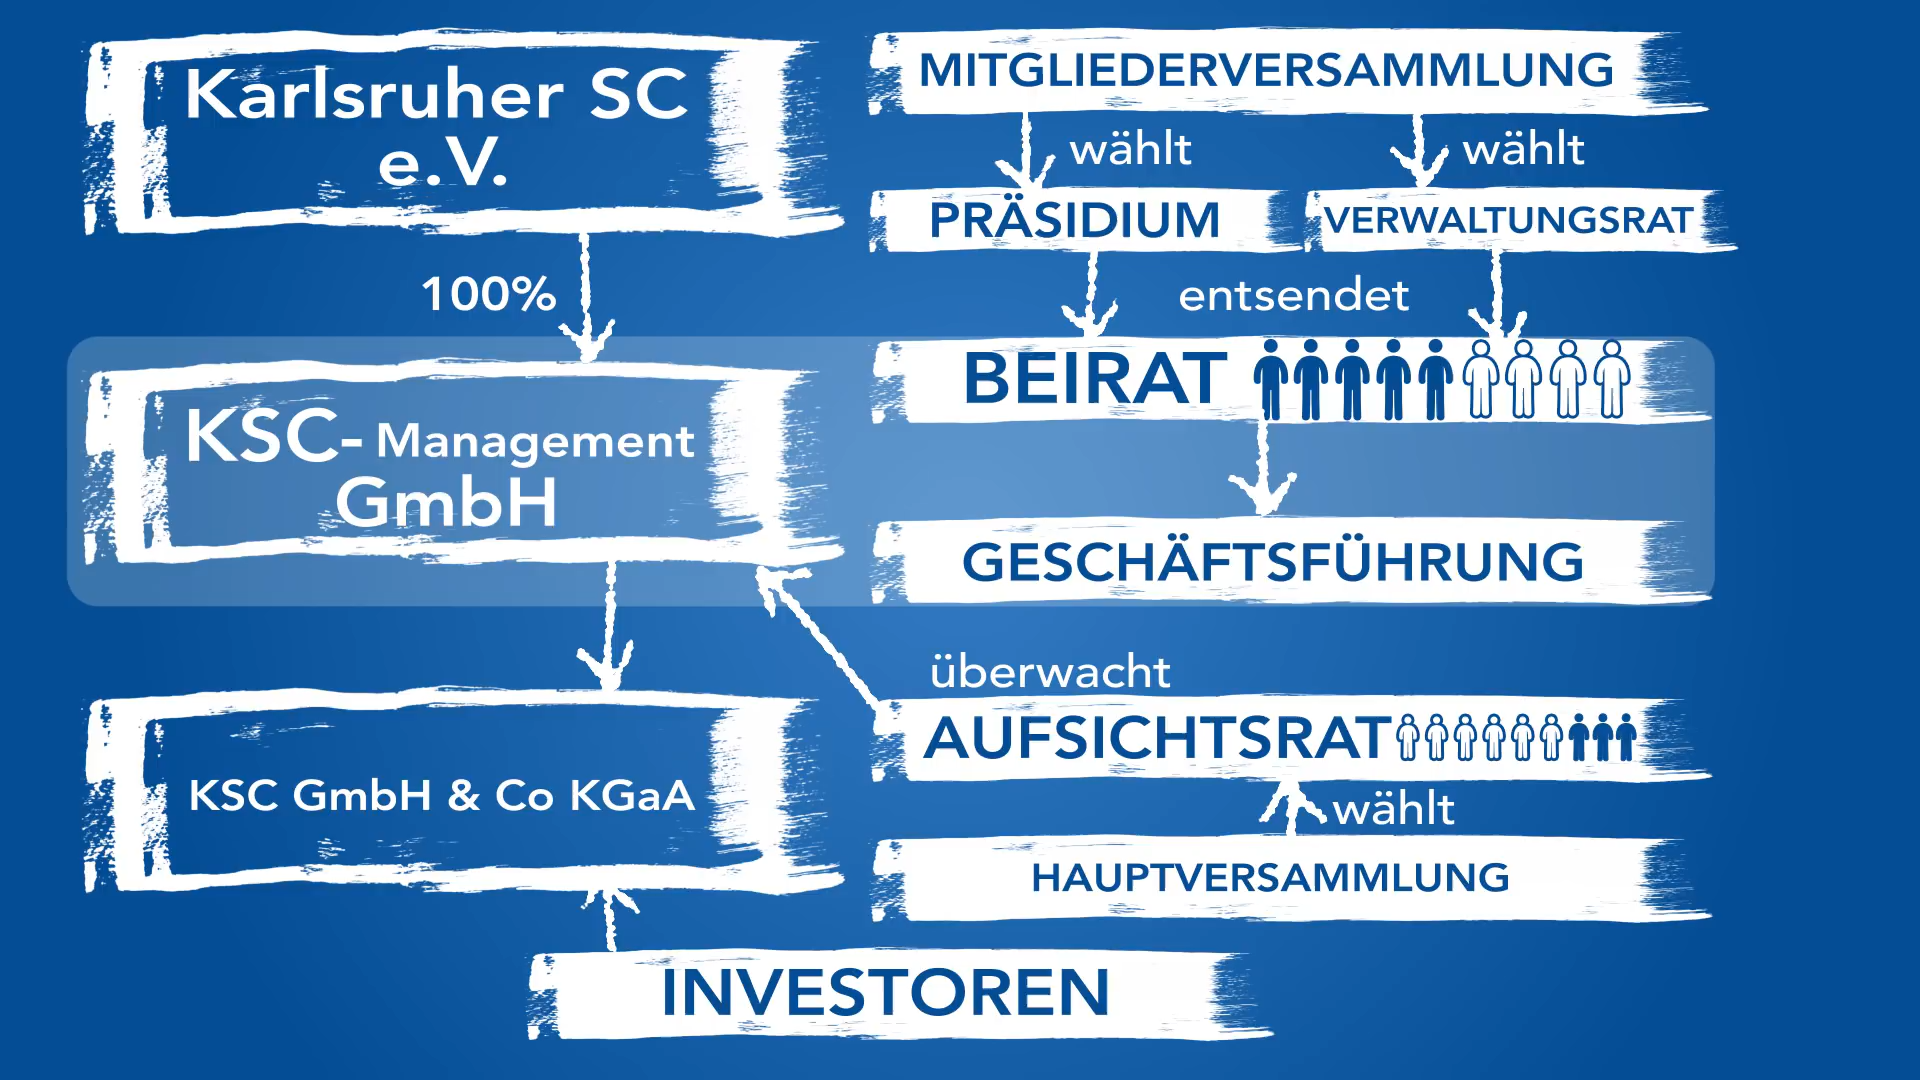 Karlsruher SC
e.V.
MITGLIEDERVERSAMMLUNG
wählt
wählt
PRÄSIDIUM
VERWALTUNGSRAT
100%
entsendet
BEIRAT
KSC-Management
GmbH
GESCHÄFTSFÜHRUNG
überwacht
AUFSICHTSRAT
KSC GmbH & Co KGaA
wählt
HAUPTVERSAMMLUNG
INVESTOREN